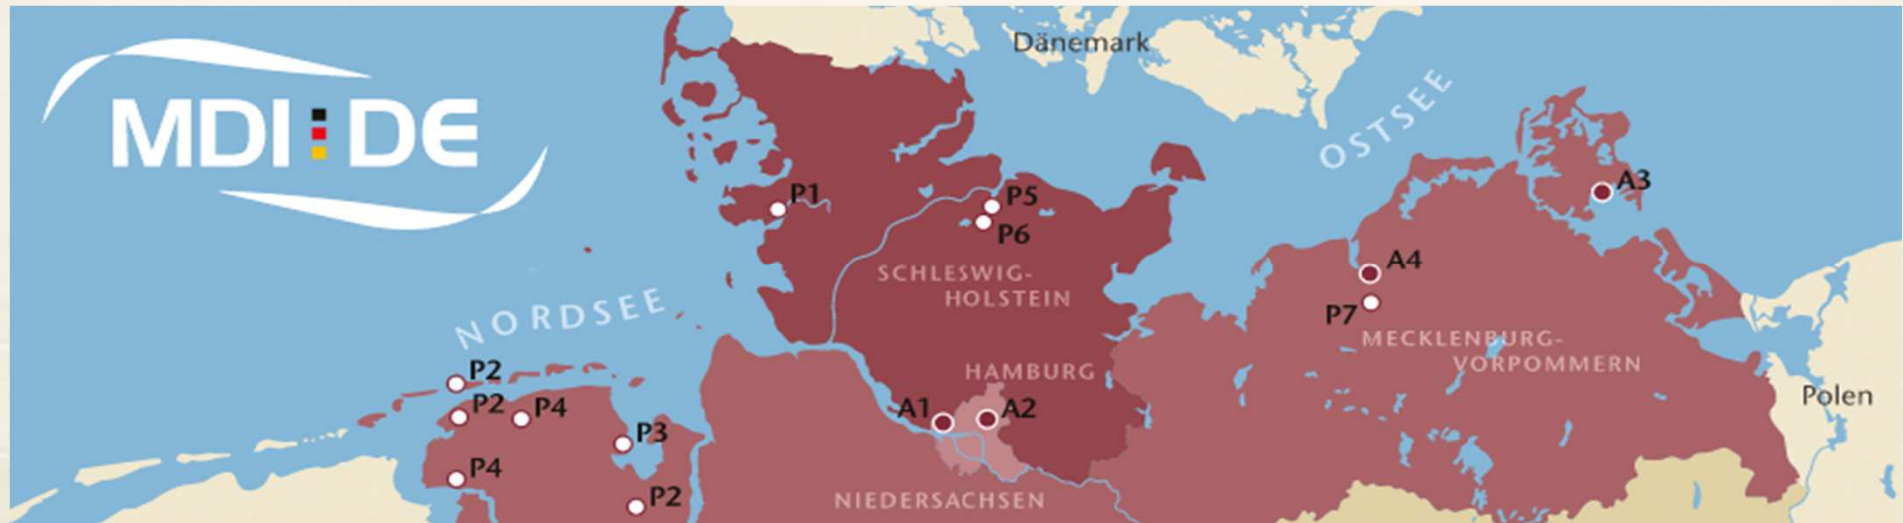 Dänemark
MDI:DE
OSTSEE
P1
P5
P6
A3
SCHLESWIG-
HOLSTEIN
A4
P7
NORDSEE
MECKLENBURG-
VORPOMMERN
HAMBURG
P2
P2
P4
A1
A2
Polen
P3
P4
P2
NIEDERSACHSEN